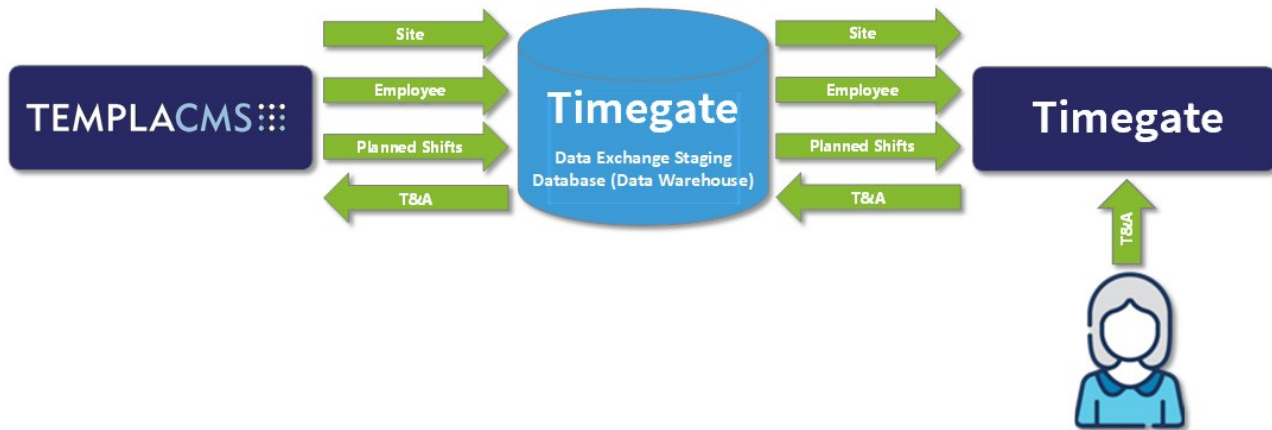 Site
Employee
Planned Shifts
T&A
TEMPLACMS
Timegate
Data Exchange Staging
Database (Data Warehouse)
Site
Employee
Planned Shifts
T&A
Timegate
T&A